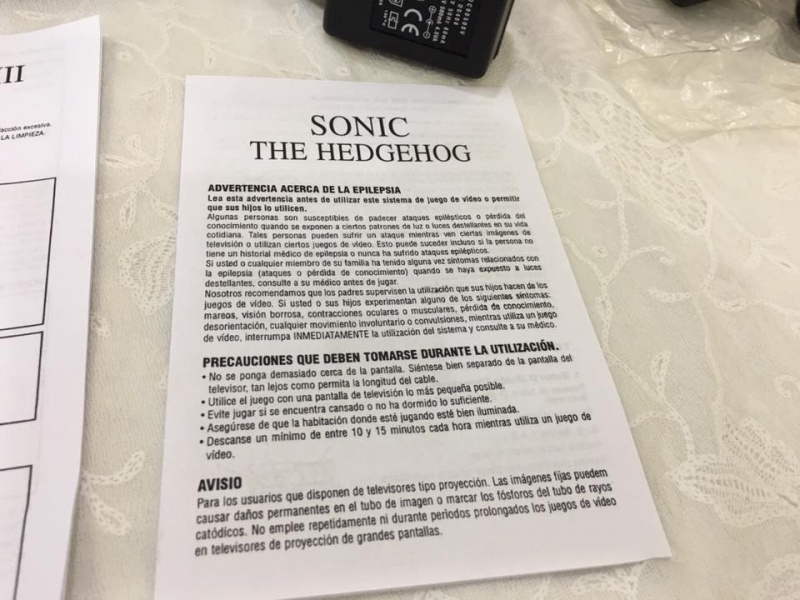 III
facción excesiva.
LA LIMPIEZA.
CE
SONIC
THE HEDGEHOG
ADVERTENCIA ACERCA DE LA EPILEPSIA
Lea esta advertencia antes de utilizar este sistema de juego de vídeo o permitir
que sus hijos lo utilicen.
Algunas personas son susceptibles de padecer ataques epilépticos o pérdida del
conocimiento quando se exponen a ciertos patrones de luz o luces destellantes en su vida
cotidiana. Tales personas pueden sufrir un ataque mientras ven ciertas imágenes de
televisión o utilizan ciertos juegos de vídeo. Esto puede suceder incluso si la persona no
tiene un historial médico de epilepsia o nunca ha sufrido ataques epilépticos.
Si usted o cualquier miembro de su familia ha tenido alguna vez síntomas relacionados con
la epilepsia (ataques o pérdida de conocimiento) quando se haya expuesto a luces
destellantes, consulte a su médico antes de jugar.
Nosotros recomendamos que los padres supervisen la utilización que sus hijos hacen de los
juegos de vídeo. Si usted o sus hijos experimentan alguno de los siguientes síntomas:
mareos, visión borrosa, contracciones oculares o musculares, pérdida de conocimiento,
desorientación, cualquier movimiento involuntario o convulsiones, mientras utiliza un juego
de vídeo, interrumpa INMEDIATAMENTE la utilización del sistema y consulte a su médico.
PRECAUCIONES QUE DEBEN TOMARSE DURANTE LA UTILIZACIÓN.
• No se ponga demasiado cerca de la pantalla. Siéntese bien separado de la pantalla del
televisor, tan lejos como permita la longitud del cable.
• Utilice el juego con una pantalla de televisión lo más pequeña posible.
• Evite jugar si se encuentra cansado o no ha dormido lo suficiente.
• Asegúrese de que la habitación donde esté jugando esté bien iluminada.
• Descanse un mínimo de entre 10 y 15 minutos cada hora mientras utiliza un juego de
vídeo.
AVISIO
Para los usuarios que disponen de televisores tipo proyección. Las imágenes fijas puedem
causar daños permanentes en el tubo de imagen o marcar los fósforos del tubo de rayos
catódicos. No emplee repetidamente ni durante períodos prolongados los juegos de vídeo
en televisores de proyección de grandes pantallas.